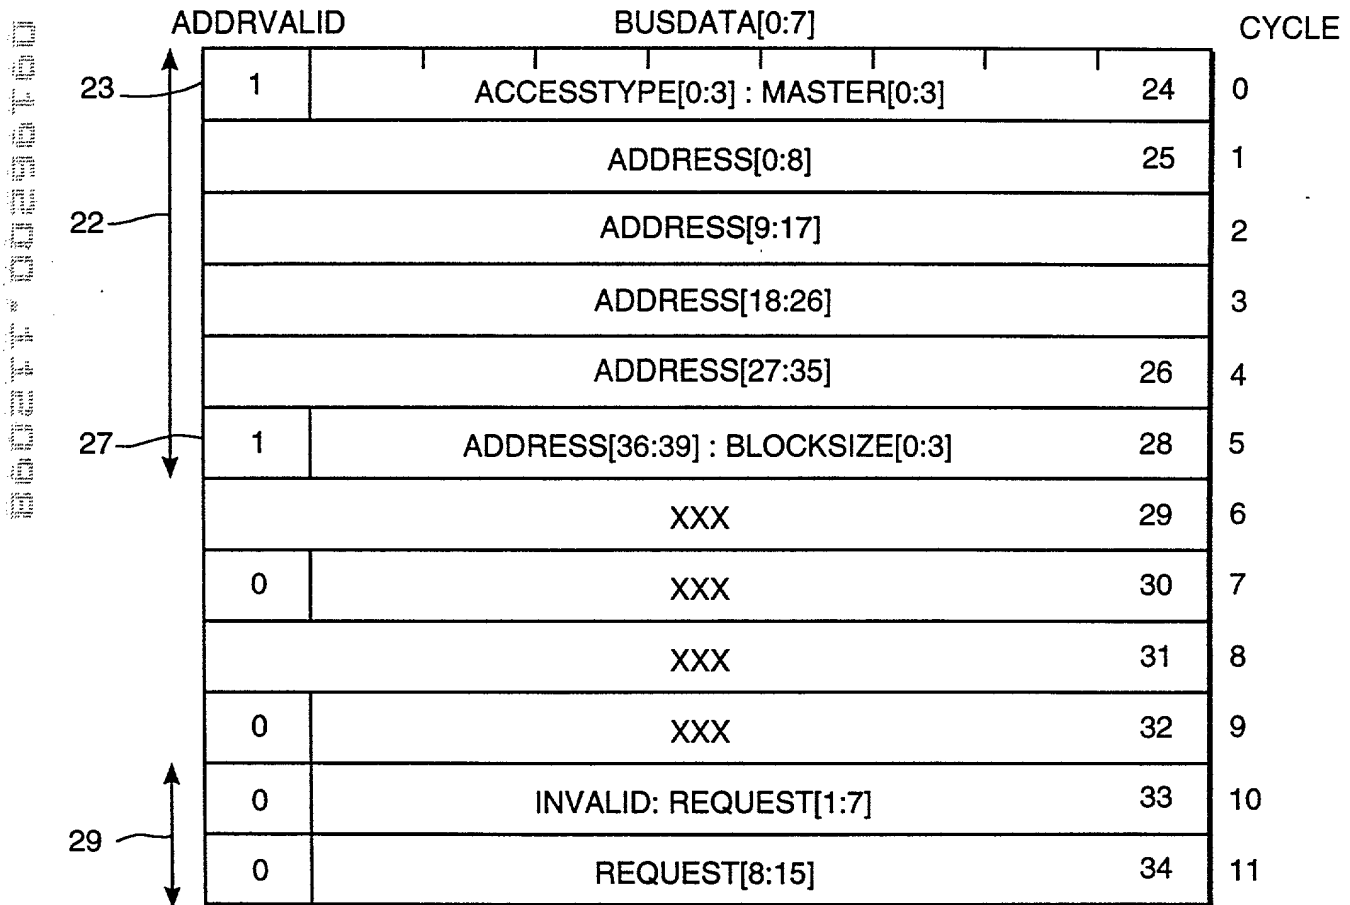 ADDRVALID BUSDATA[0:7] CYCLE
23 1 ACCESSTYPE[0:3] : MASTER[0:3] 24 0
ADDRESS[0:8] 25 1
22 ADDRESS[9:17] 2
ADDRESS[18:26] 3
ADDRESS[27:35] 26 4
27 1 ADDRESS[36:39] : BLOCKSIZE[0:3] 28 5
XXX 29 6
0 XXX 30 7
XXX 31 8
0 XXX 32 9
0 INVALID: REQUEST[1:7] 33 10
29
0 REQUEST[8:15] 34 11